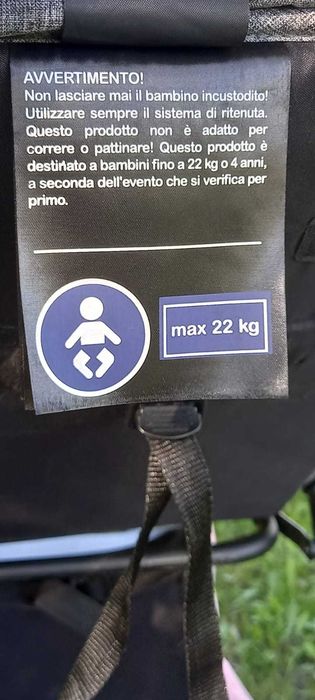 AVVERTIMENTO!
Non lasciare mai il bambino incustodito!
Utilizzare sempre il sistema di ritenuta.
Questo prodotto non è adatto per
correre o pattinare! Questo prodotto è
destinato a bambini fino a 22 kg o 4 anni,
a seconda dell'evento che si verifica per
primo.
max 22 kg